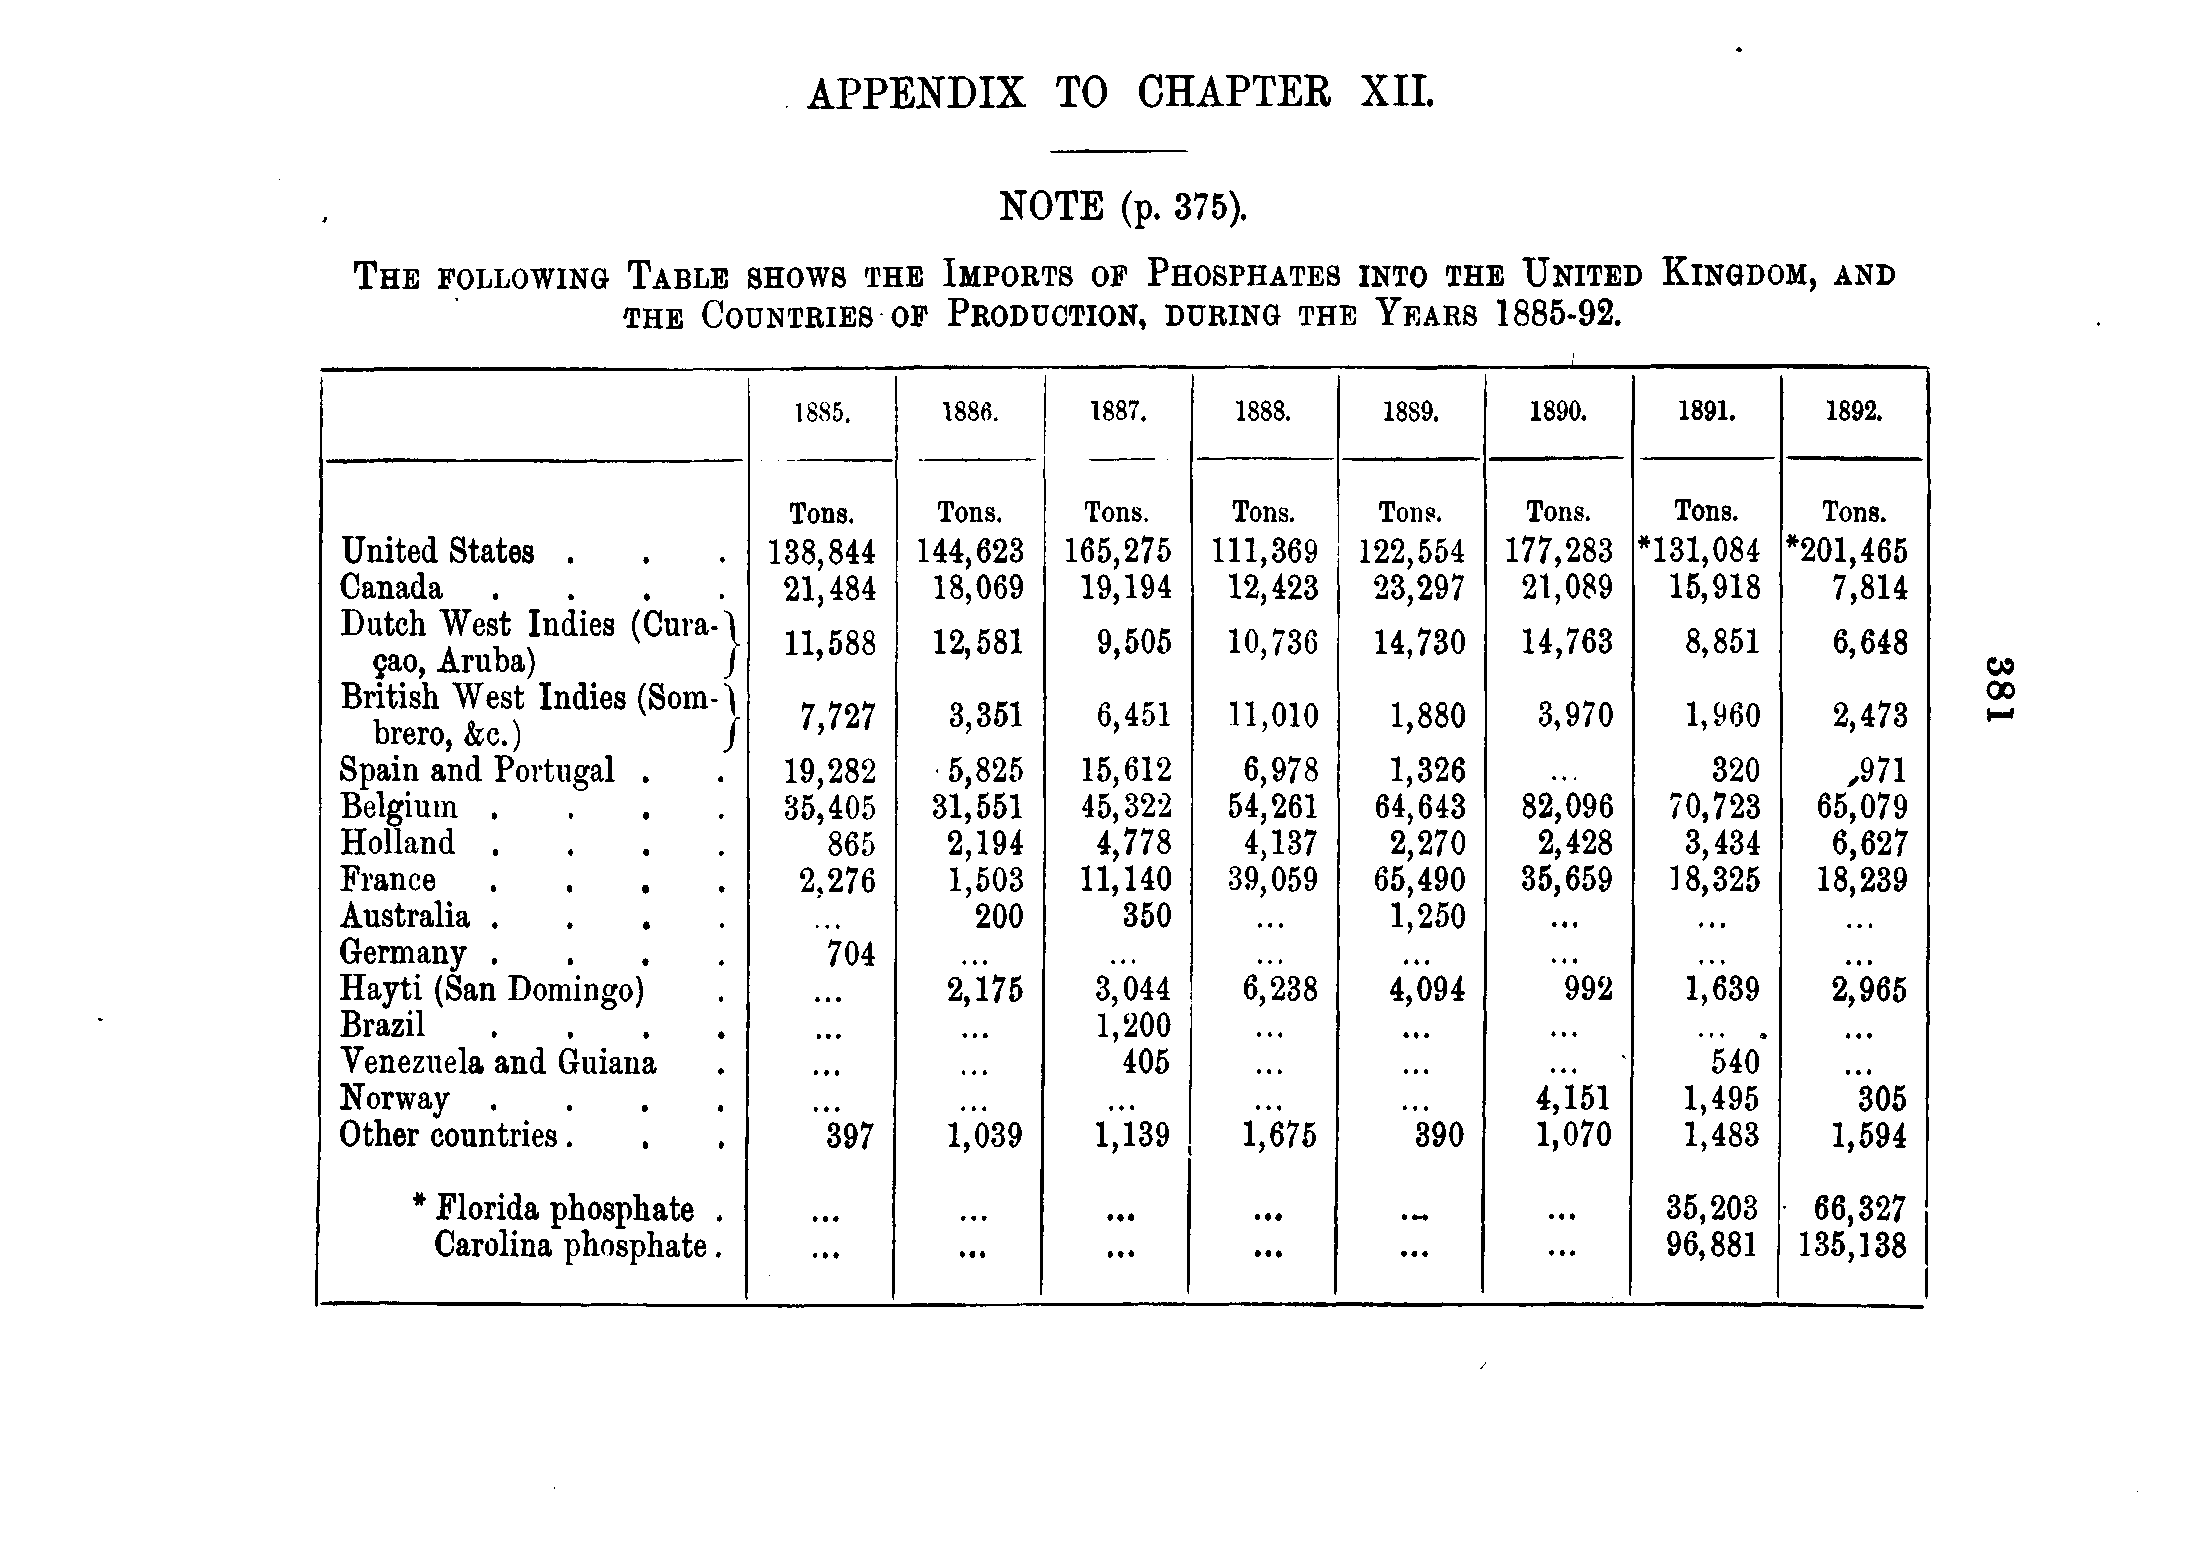 APPENDIX TO CHAPTER XII.
NOTE (p. 375).
THE FOLLOWING TABLE SHOWS THE IMPORTS OF PHOSPHATES INTO THE UNITED KINGDOM, AND
THE COUNTRIES OF PRODUCTION, DURING THE YEARS 1885-92.
1885. 1886. 1887. 1888. 1889. 1890. 1891. 1892.
Tons. Tons. Tons. Tons. Tons. Tons. Tons. Tons.
United States . . . 138,844 144,623 165,275 111,369 122,554 177,283 *131,084 *201,465
Canada . . . . 21,484 18,069 19,194 12,423 23,297 21,089 15,918 7,814
Dutch West Indies (Cura-
çao, Aruba) } 11,588 12,581 9,505 10,736 14,730 14,763 8,851 6,648
British West Indies (Som-
brero, &c.) } 7,727 3,351 6,451 11,010 1,880 3,970 1,960 2,473
Spain and Portugal . . 19,282 5,825 15,612 6,978 1,326 ... 320 971
Belgium . . . . 35,405 31,551 45,322 54,261 64,643 82,096 70,723 65,079
Holland . . . . 865 2,194 4,778 4,137 2,270 2,428 3,434 6,627
France . . . . 2,276 1,503 11,140 39,059 65,490 35,659 18,325 18,239
Australia . . . . ... 200 350 ... 1,250 ... ... ...
Germany . . . . 704 ... ... ... ... ... ... ...
Hayti (San Domingo) . ... 2,175 3,044 6,238 4,094 992 1,639 2,965
Brazil . . . . ... ... 1,200 ... ... ... ... ...
Venezuela and Guiana . ... ... 405 ... ... ... 540 ...
Norway . . . . ... ... ... ... ... 4,151 1,495 305
Other countries . . . 397 1,039 1,139 1,675 390 1,070 1,483 1,594
* Florida phosphate . ... ... ... ... ... ... 35,203 66,327
Carolina phosphate . ... ... ... ... ... ... 96,881 135,138
381